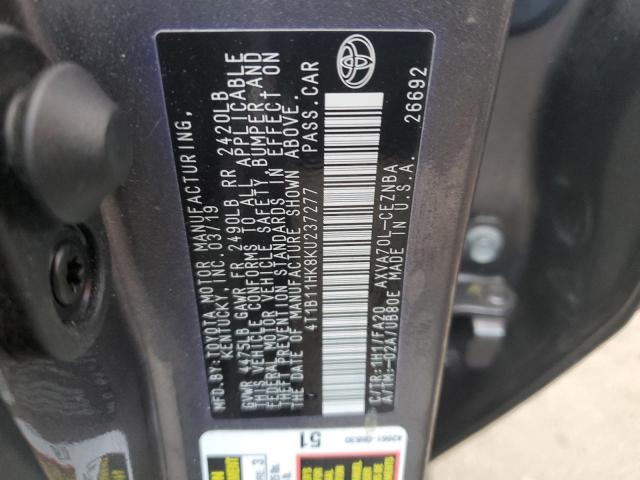 MFD.BY:TOYOTA MOTOR MANUFACTURING,
KENTUCKY INC. 03/19
GVWR 4475LB GAWR FR 2490LB RR 2420LB
THIS VEHICLE CONFORMS TO ALL APPLICABLE
FEDERAL MOTOR VEHICLE SAFETY, BUMPER, AND
THEFT PREVENTION STANDARDS IN EFFECT ON
THE DATE OF MANUFACTURE SHOWN ABOVE.
4T1B11HK8KU237277 PASS.CAR
C/TR:1H1/FA20 AXVA70L-CEZNBA
A/TM:-02A/UB80E MADE IN U.S.A.
26692
TOYOTA
51